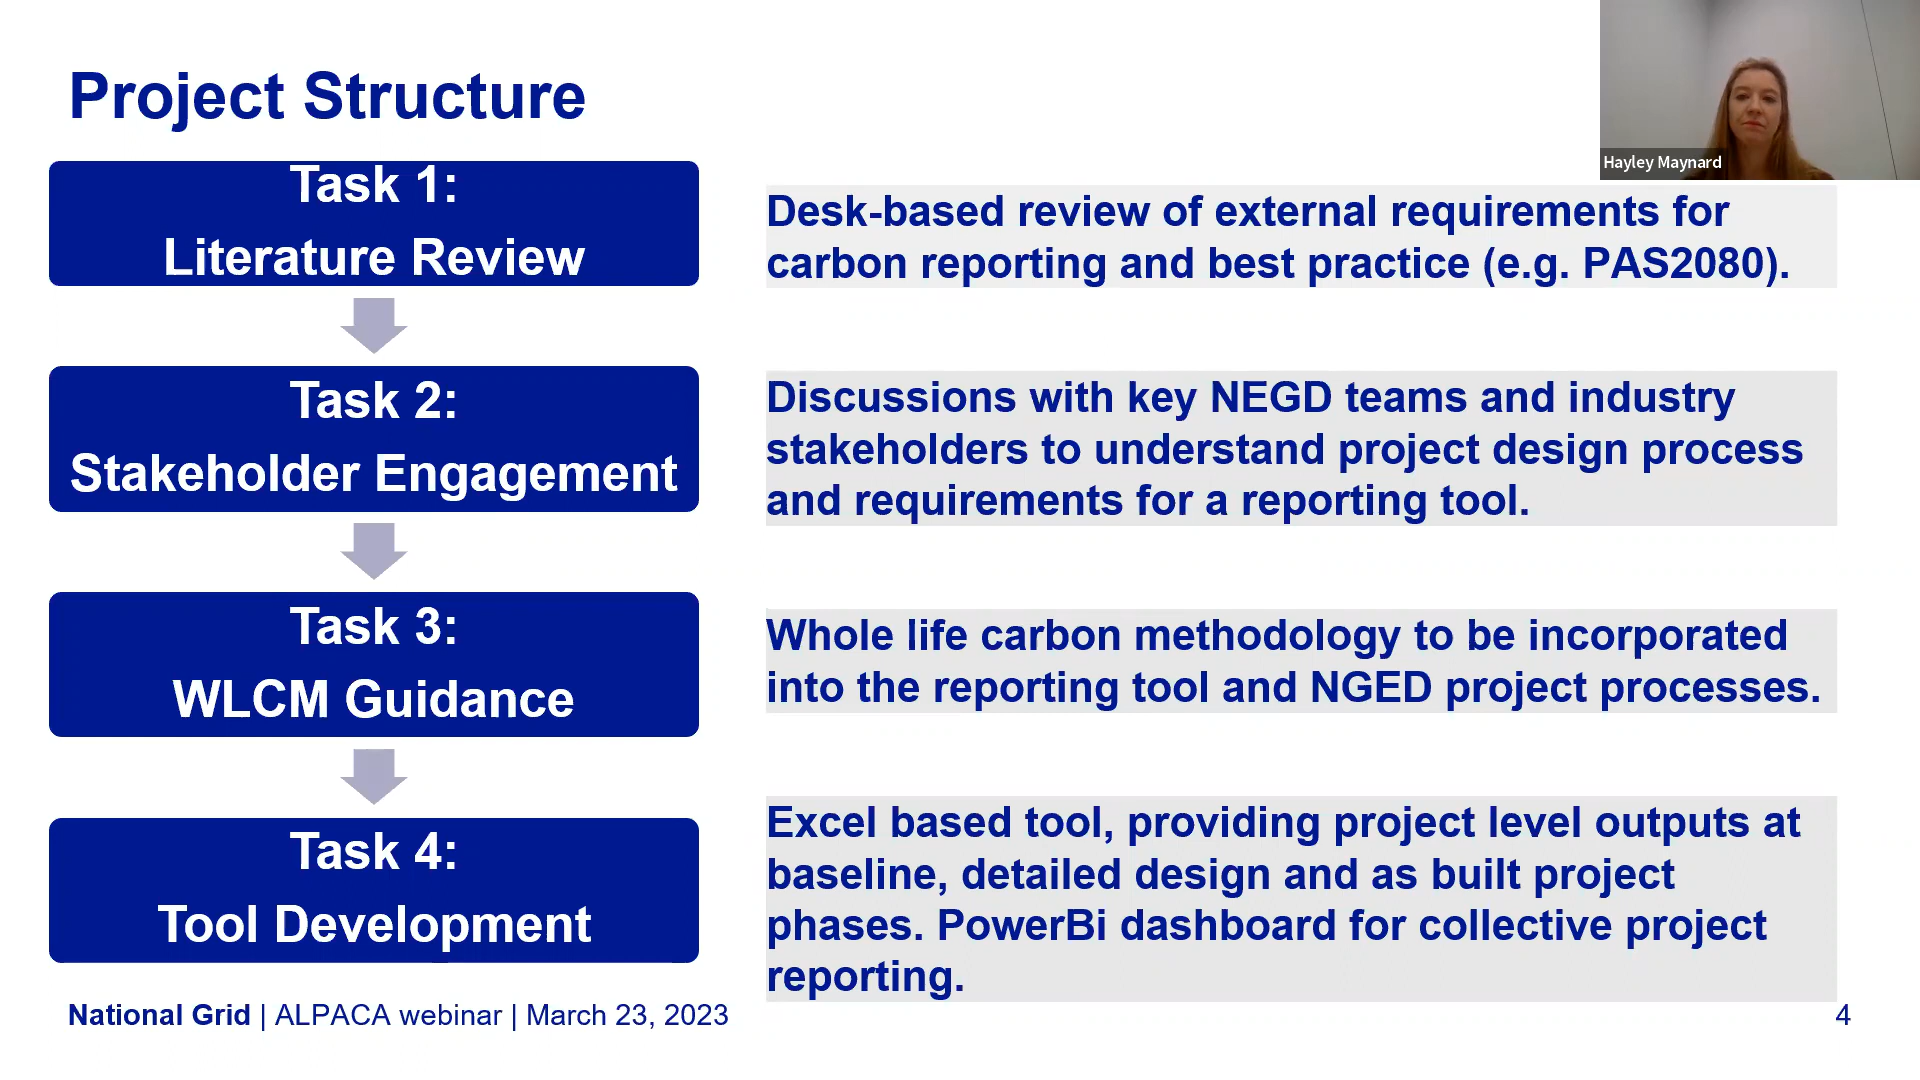 Project Structure
Hayley Maynard
Task 1:
Literature Review
Desk-based review of external requirements for
carbon reporting and best practice (e.g. PAS2080).
Task 2:
Stakeholder Engagement
Discussions with key NEGD teams and industry
stakeholders to understand project design process
and requirements for a reporting tool.
Task 3:
WLCM Guidance
Whole life carbon methodology to be incorporated
into the reporting tool and NGED project processes.
Task 4:
Tool Development
Excel based tool, providing project level outputs at
baseline, detailed design and as built project
phases. PowerBi dashboard for collective project
reporting.
National Grid | ALPACA webinar | March 23, 2023
4